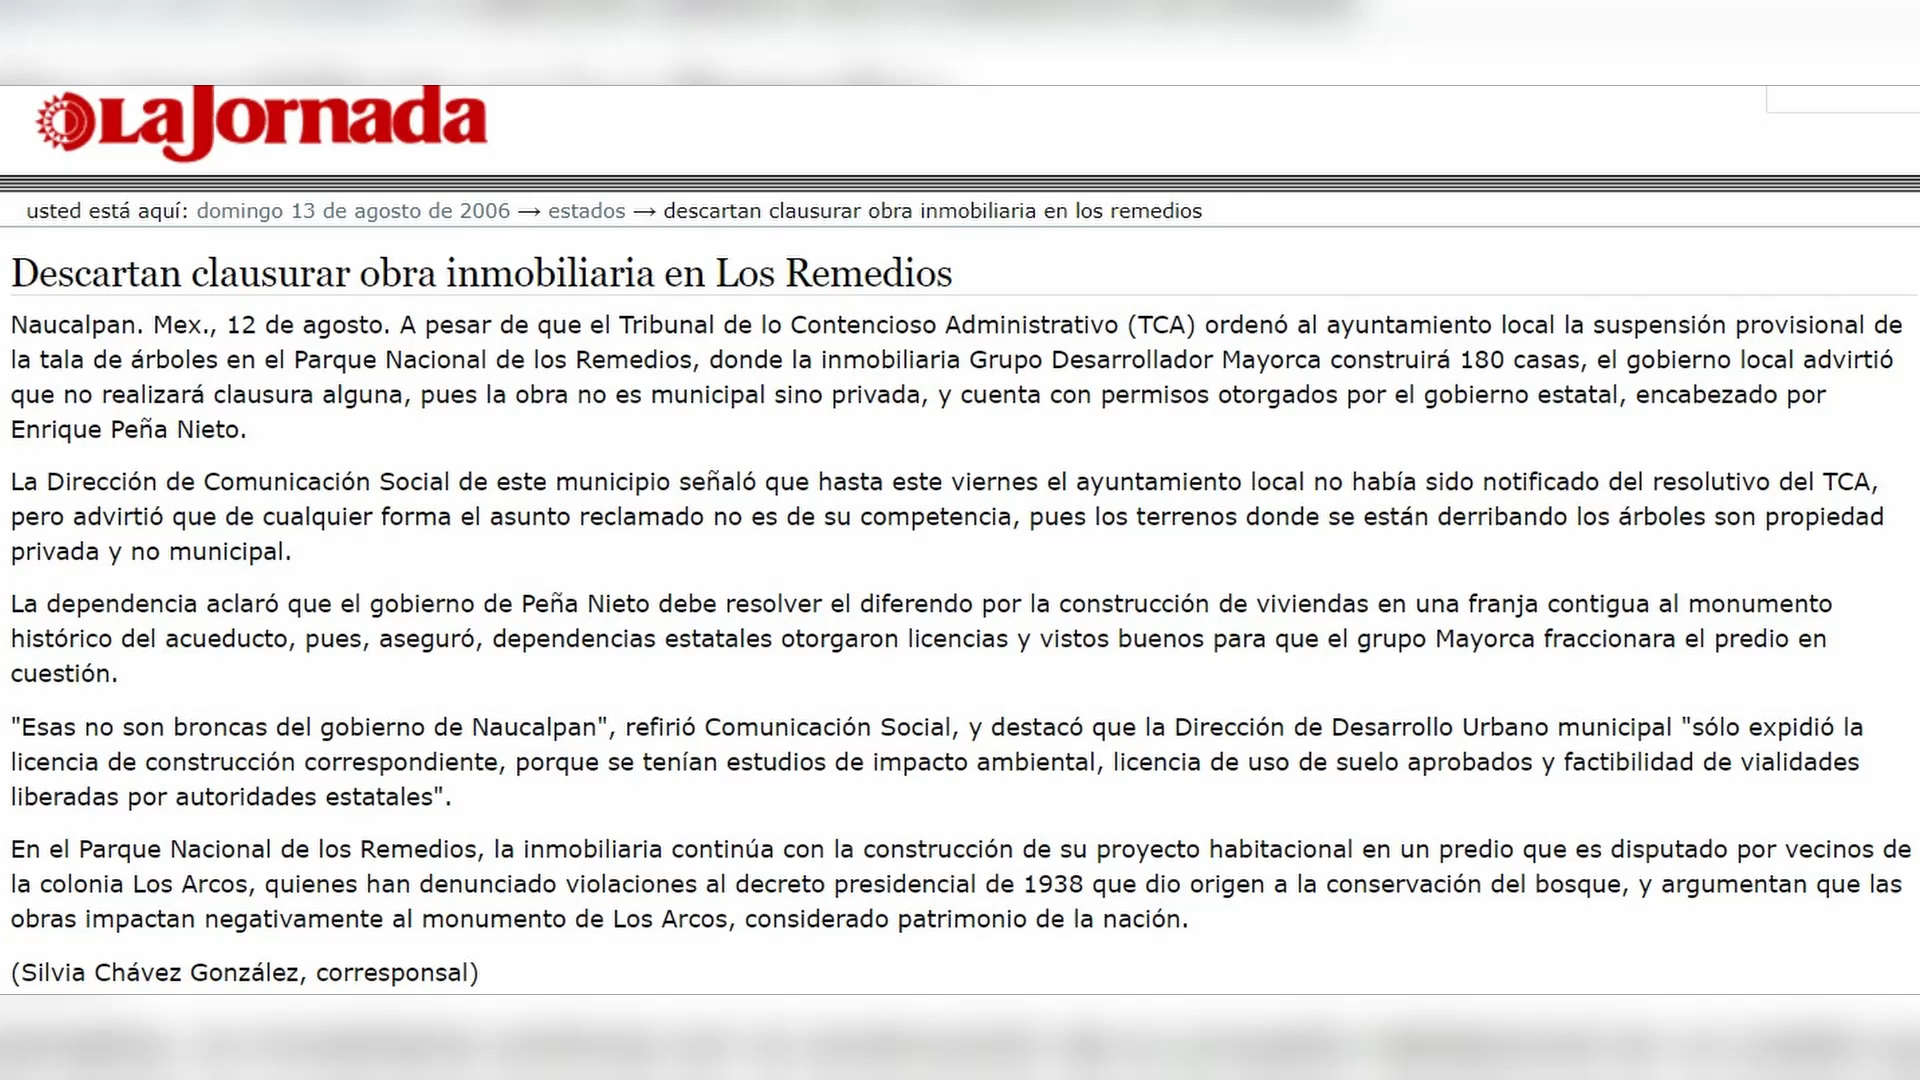 La Jornada
usted está aquí: domingo 13 de agosto de 2006 → estados → descartan clausurar obra inmobiliaria en los remedios
Descartan clausurar obra inmobiliaria en Los Remedios
Naucalpan. Mex., 12 de agosto. A pesar de que el Tribunal de lo Contencioso Administrativo (TCA) ordenó al ayuntamiento local la suspensión provisional de
la tala de árboles en el Parque Nacional de los Remedios, donde la inmobiliaria Grupo Desarrollador Mayorca construirá 180 casas, el gobierno local advirtió
que no realizará clausura alguna, pues la obra no es municipal sino privada, y cuenta con permisos otorgados por el gobierno estatal, encabezado por
Enrique Peña Nieto.
La Dirección de Comunicación Social de este municipio señaló que hasta este viernes el ayuntamiento local no había sido notificado del resolutivo del TCA,
pero advirtió que de cualquier forma el asunto reclamado no es de su competencia, pues los terrenos donde se están derribando los árboles son propiedad
privada y no municipal.
La dependencia aclaró que el gobierno de Peña Nieto debe resolver el diferendo por la construcción de viviendas en una franja contigua al monumento
histórico del acueducto, pues, aseguró, dependencias estatales otorgaron licencias y vistos buenos para que el grupo Mayorca fraccionara el predio en
cuestión.
"Esas no son broncas del gobierno de Naucalpan", refirió Comunicación Social, y destacó que la Dirección de Desarrollo Urbano municipal "sólo expidió la
licencia de construcción correspondiente, porque se tenían estudios de impacto ambiental, licencia de uso de suelo aprobados y factibilidad de vialidades
liberadas por autoridades estatales".
En el Parque Nacional de los Remedios, la inmobiliaria continúa con la construcción de su proyecto habitacional en un predio que es disputado por vecinos de
la colonia Los Arcos, quienes han denunciado violaciones al decreto presidencial de 1938 que dio origen a la conservación del bosque, y argumentan que las
obras impactan negativamente al monumento de Los Arcos, considerado patrimonio de la nación.
(Silvia Chávez González, corresponsal)